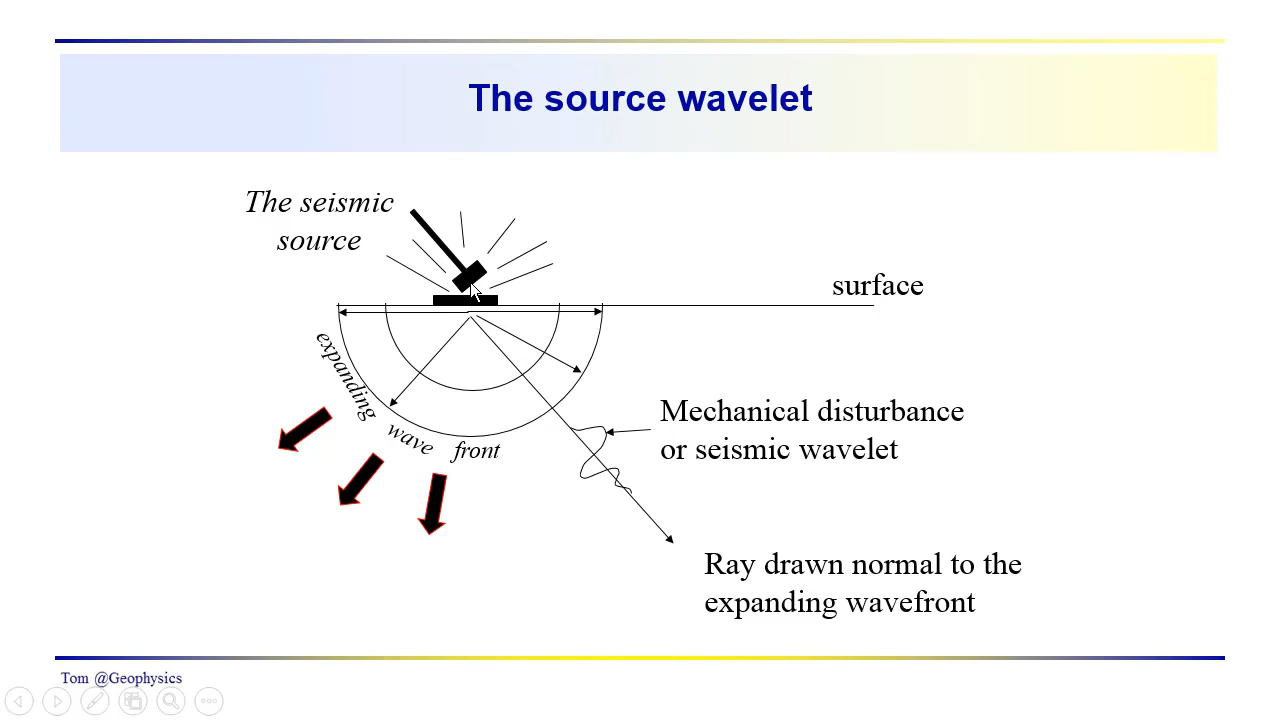 The source wavelet
The seismic
source
surface
expanding
wave
front
Mechanical disturbance
or seismic wavelet
Ray drawn normal to the
expanding wavefront
Tom @Geophysics